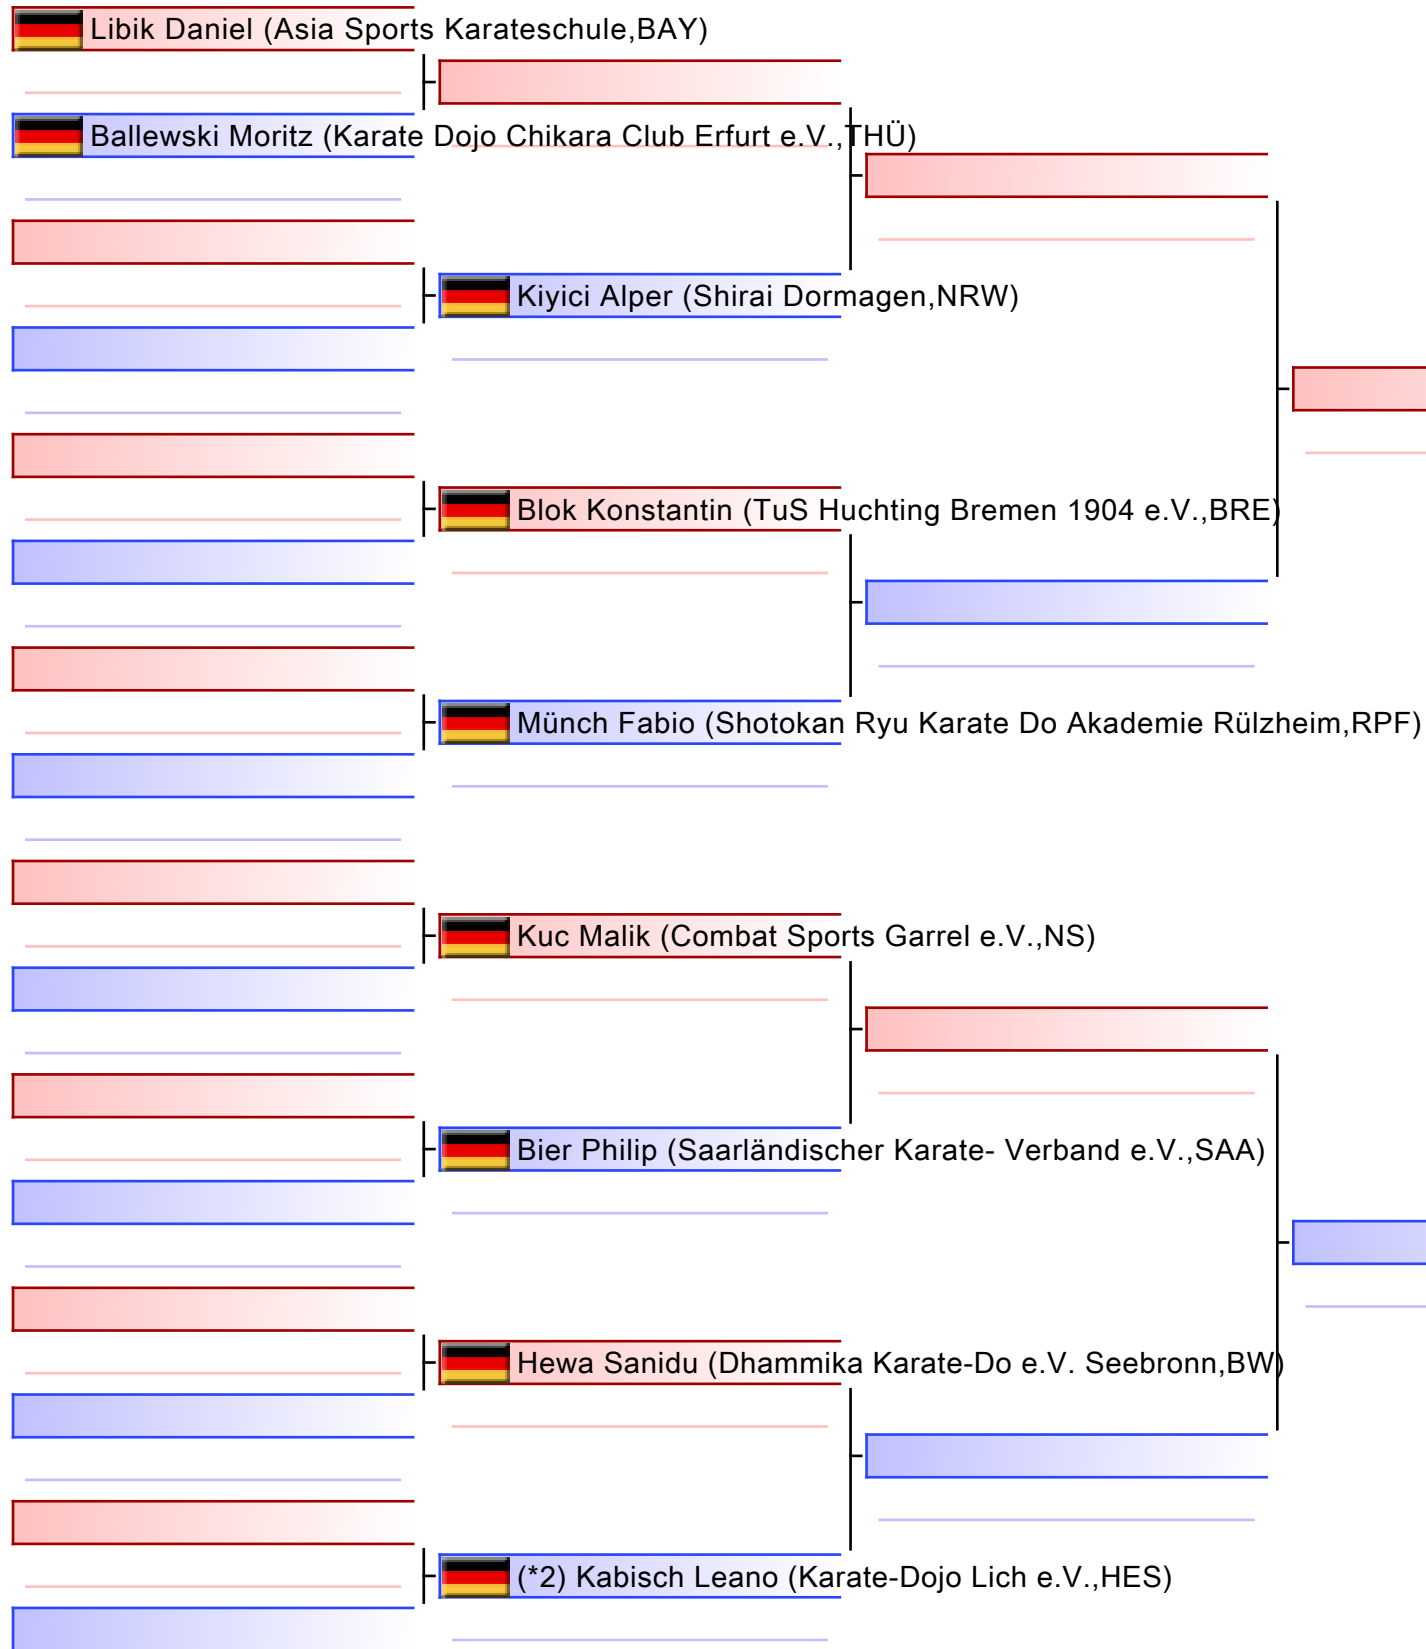 Libik Daniel (Asia Sports Karateschule,BAY)
Ballewski Moritz (Karate Dojo Chikara Club Erfurt e.V.,THÜ)
Kiyici Alper (Shirai Dormagen,NRW)
Blok Konstantin (TuS Huchting Bremen 1904 e.V.,BRE)
Münch Fabio (Shotokan Ryu Karate Do Akademie Rülzheim,RPF)
Kuc Malik (Combat Sports Garrel e.V.,NS)
Bier Philip (Saarländischer Karate- Verband e.V.,SAA)
Hewa Sanidu (Dhammika Karate-Do e.V. Seebronn,BW)
(*2) Kabisch Leano (Karate-Dojo Lich e.V.,HES)